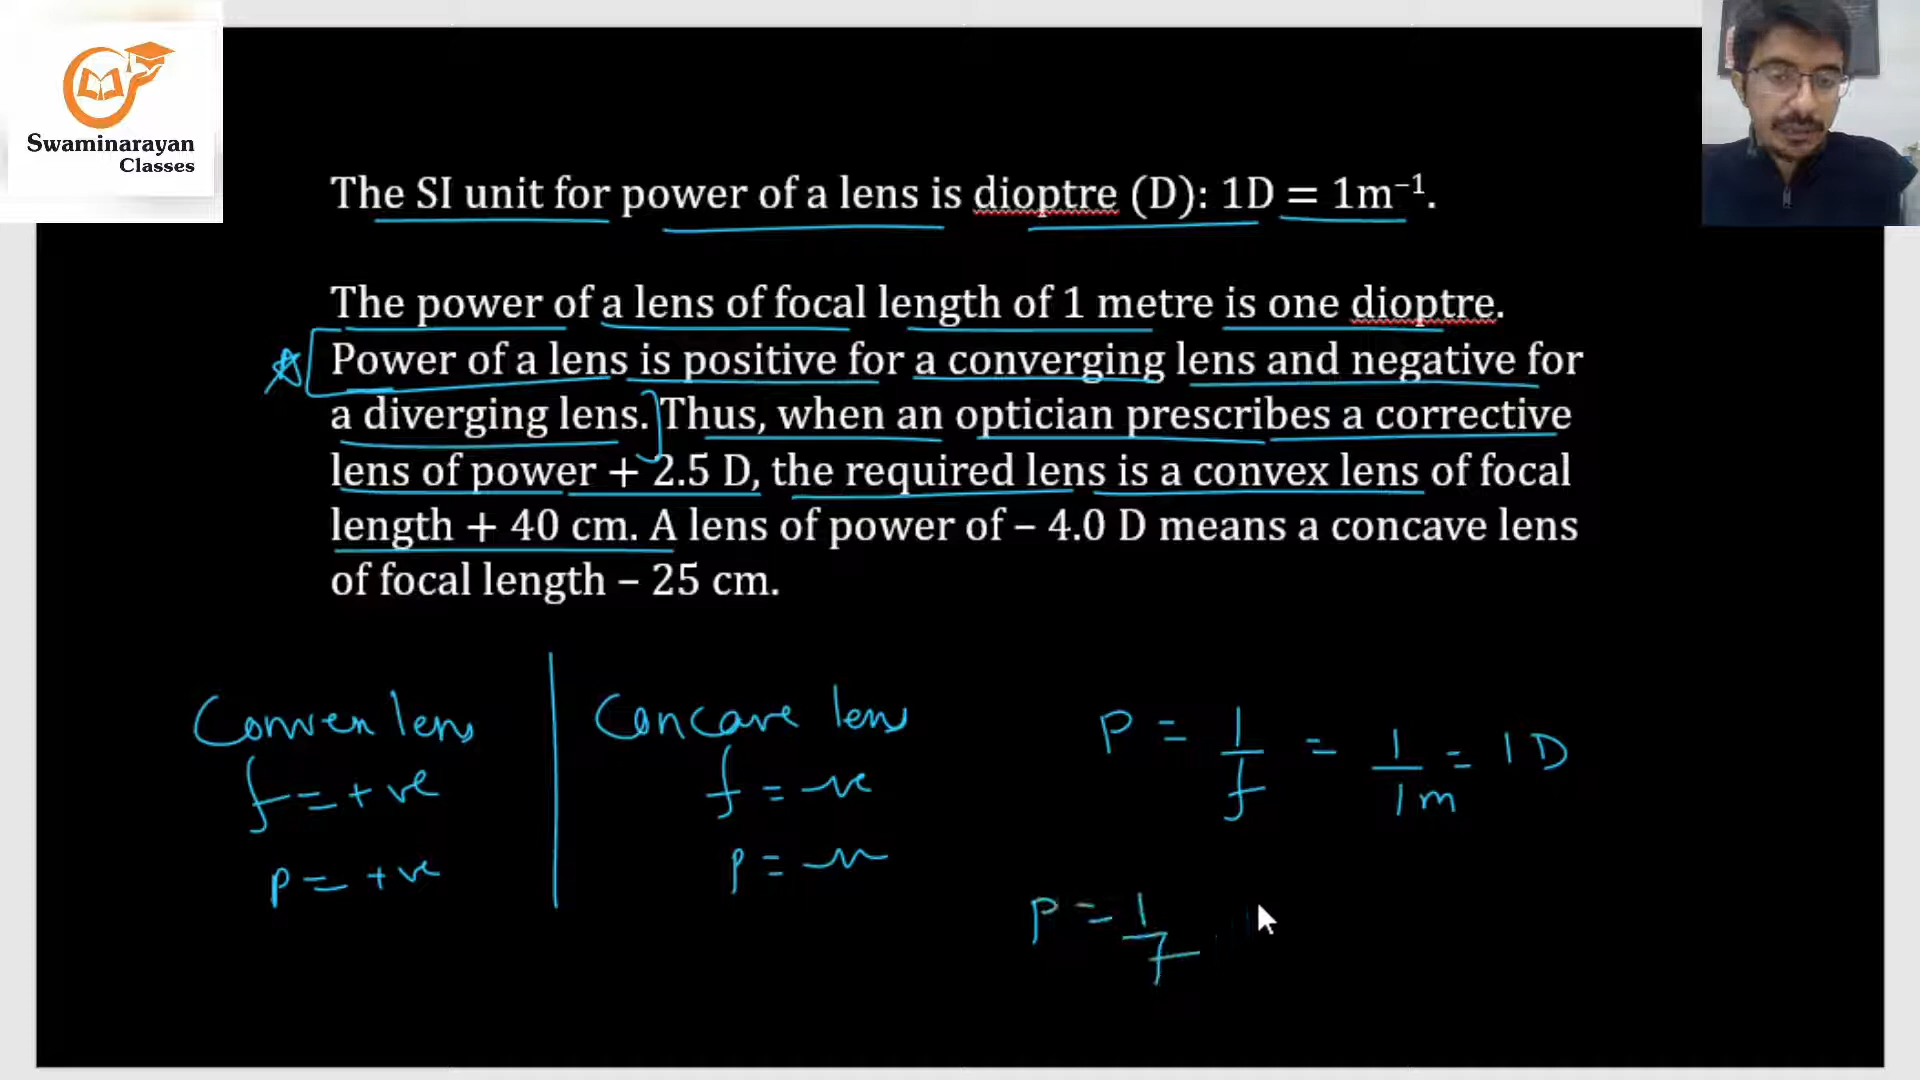 Swaminarayan
Classes
The SI unit for power of a lens is dioptre (D): 1D = 1m⁻¹.
The power of a lens of focal length of 1 metre is one dioptre.
Power of a lens is positive for a converging lens and negative for
a diverging lens. Thus, when an optician prescribes a corrective
lens of power + 2.5 D, the required lens is a convex lens of focal
length + 40 cm. A lens of power of – 4.0 D means a concave lens
of focal length – 25 cm.
Convex lens
f = +ve
P = +ve
Concave lens
f = -ve
P = -ve
P = 1/f = 1/1m = 1 D
P = 1/f